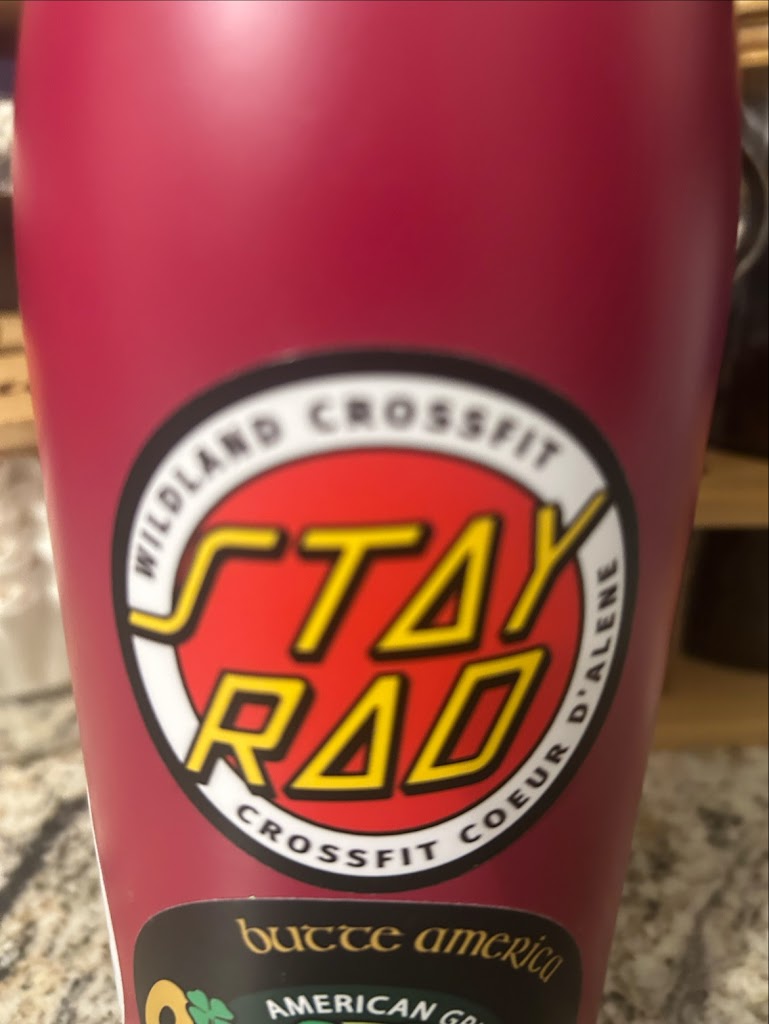 WILDLAND CROSSFIT
STAY
RAD
CROSSFIT COEUR D'ALENE
butte america
AMERICAN